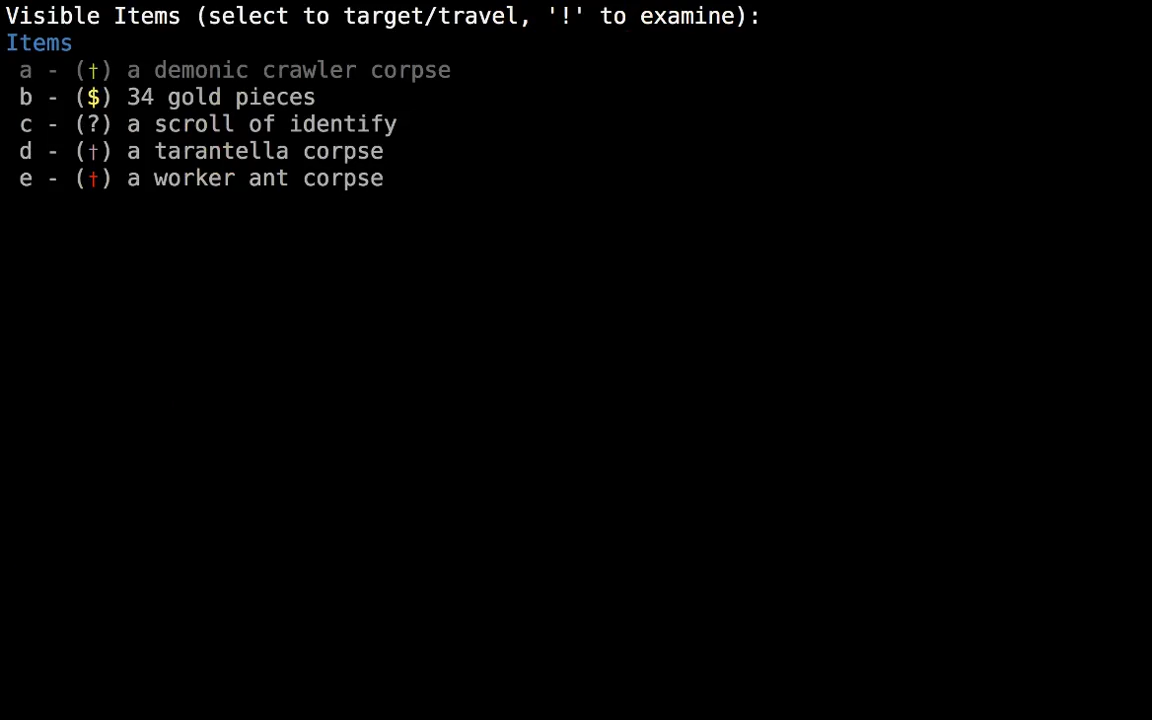 Visible Items (select to target/travel, '!' to examine):
Items
a - (†) a demonic crawler corpse
b - ($) 34 gold pieces
c - (?) a scroll of identify
d - (†) a tarantella corpse
e - (†) a worker ant corpse